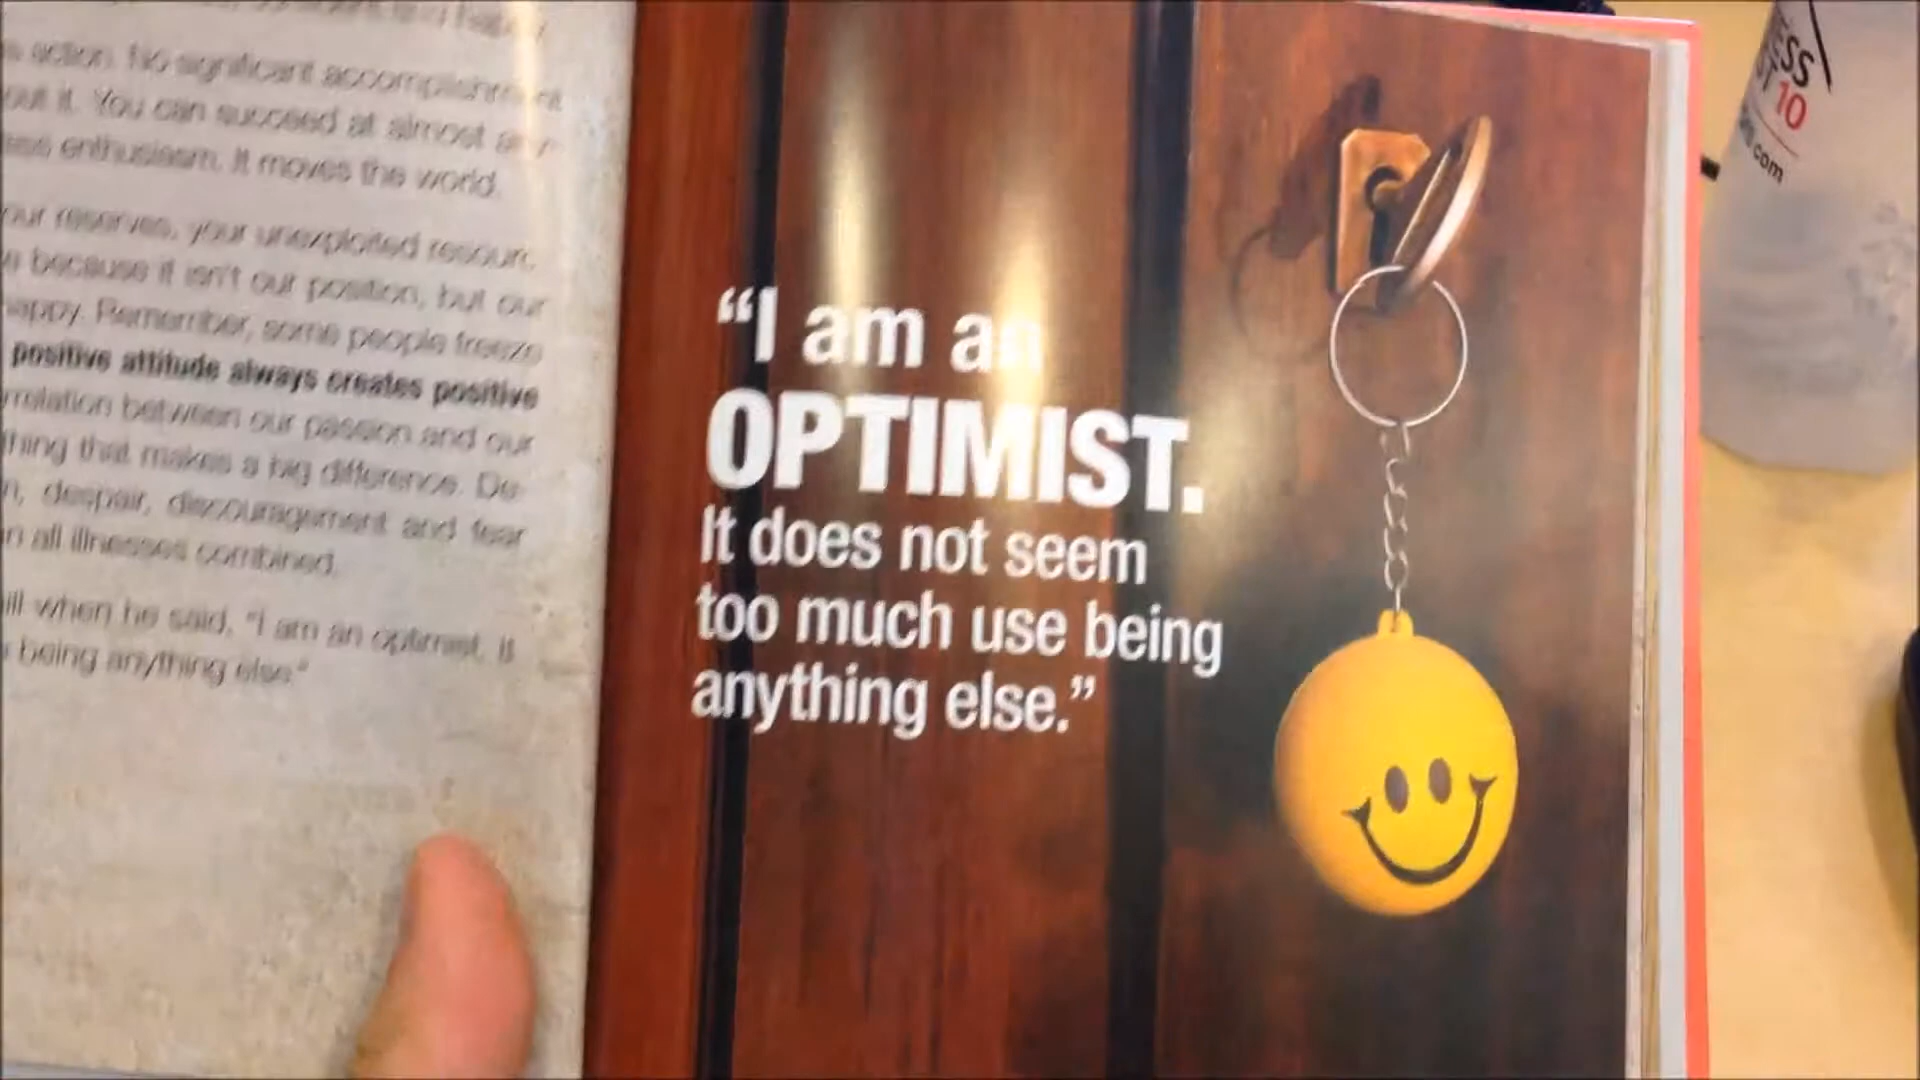 action. No significant accomplishment
out it. You can succeed at almost
enthusiasm. It moves the world.
our reserves, your unexploited
because it isn't our position, but our
happy. Remember, some people freeze
positive attitude always creates positive
between our passion and our
thing that makes a big difference. De-
despair, discouragement and fear
all illnesses combined.
when he said, "I am an optimist. It
being anything else."
“I am an
OPTIMIST.
It does not seem
too much use being
anything else.”
10
.com